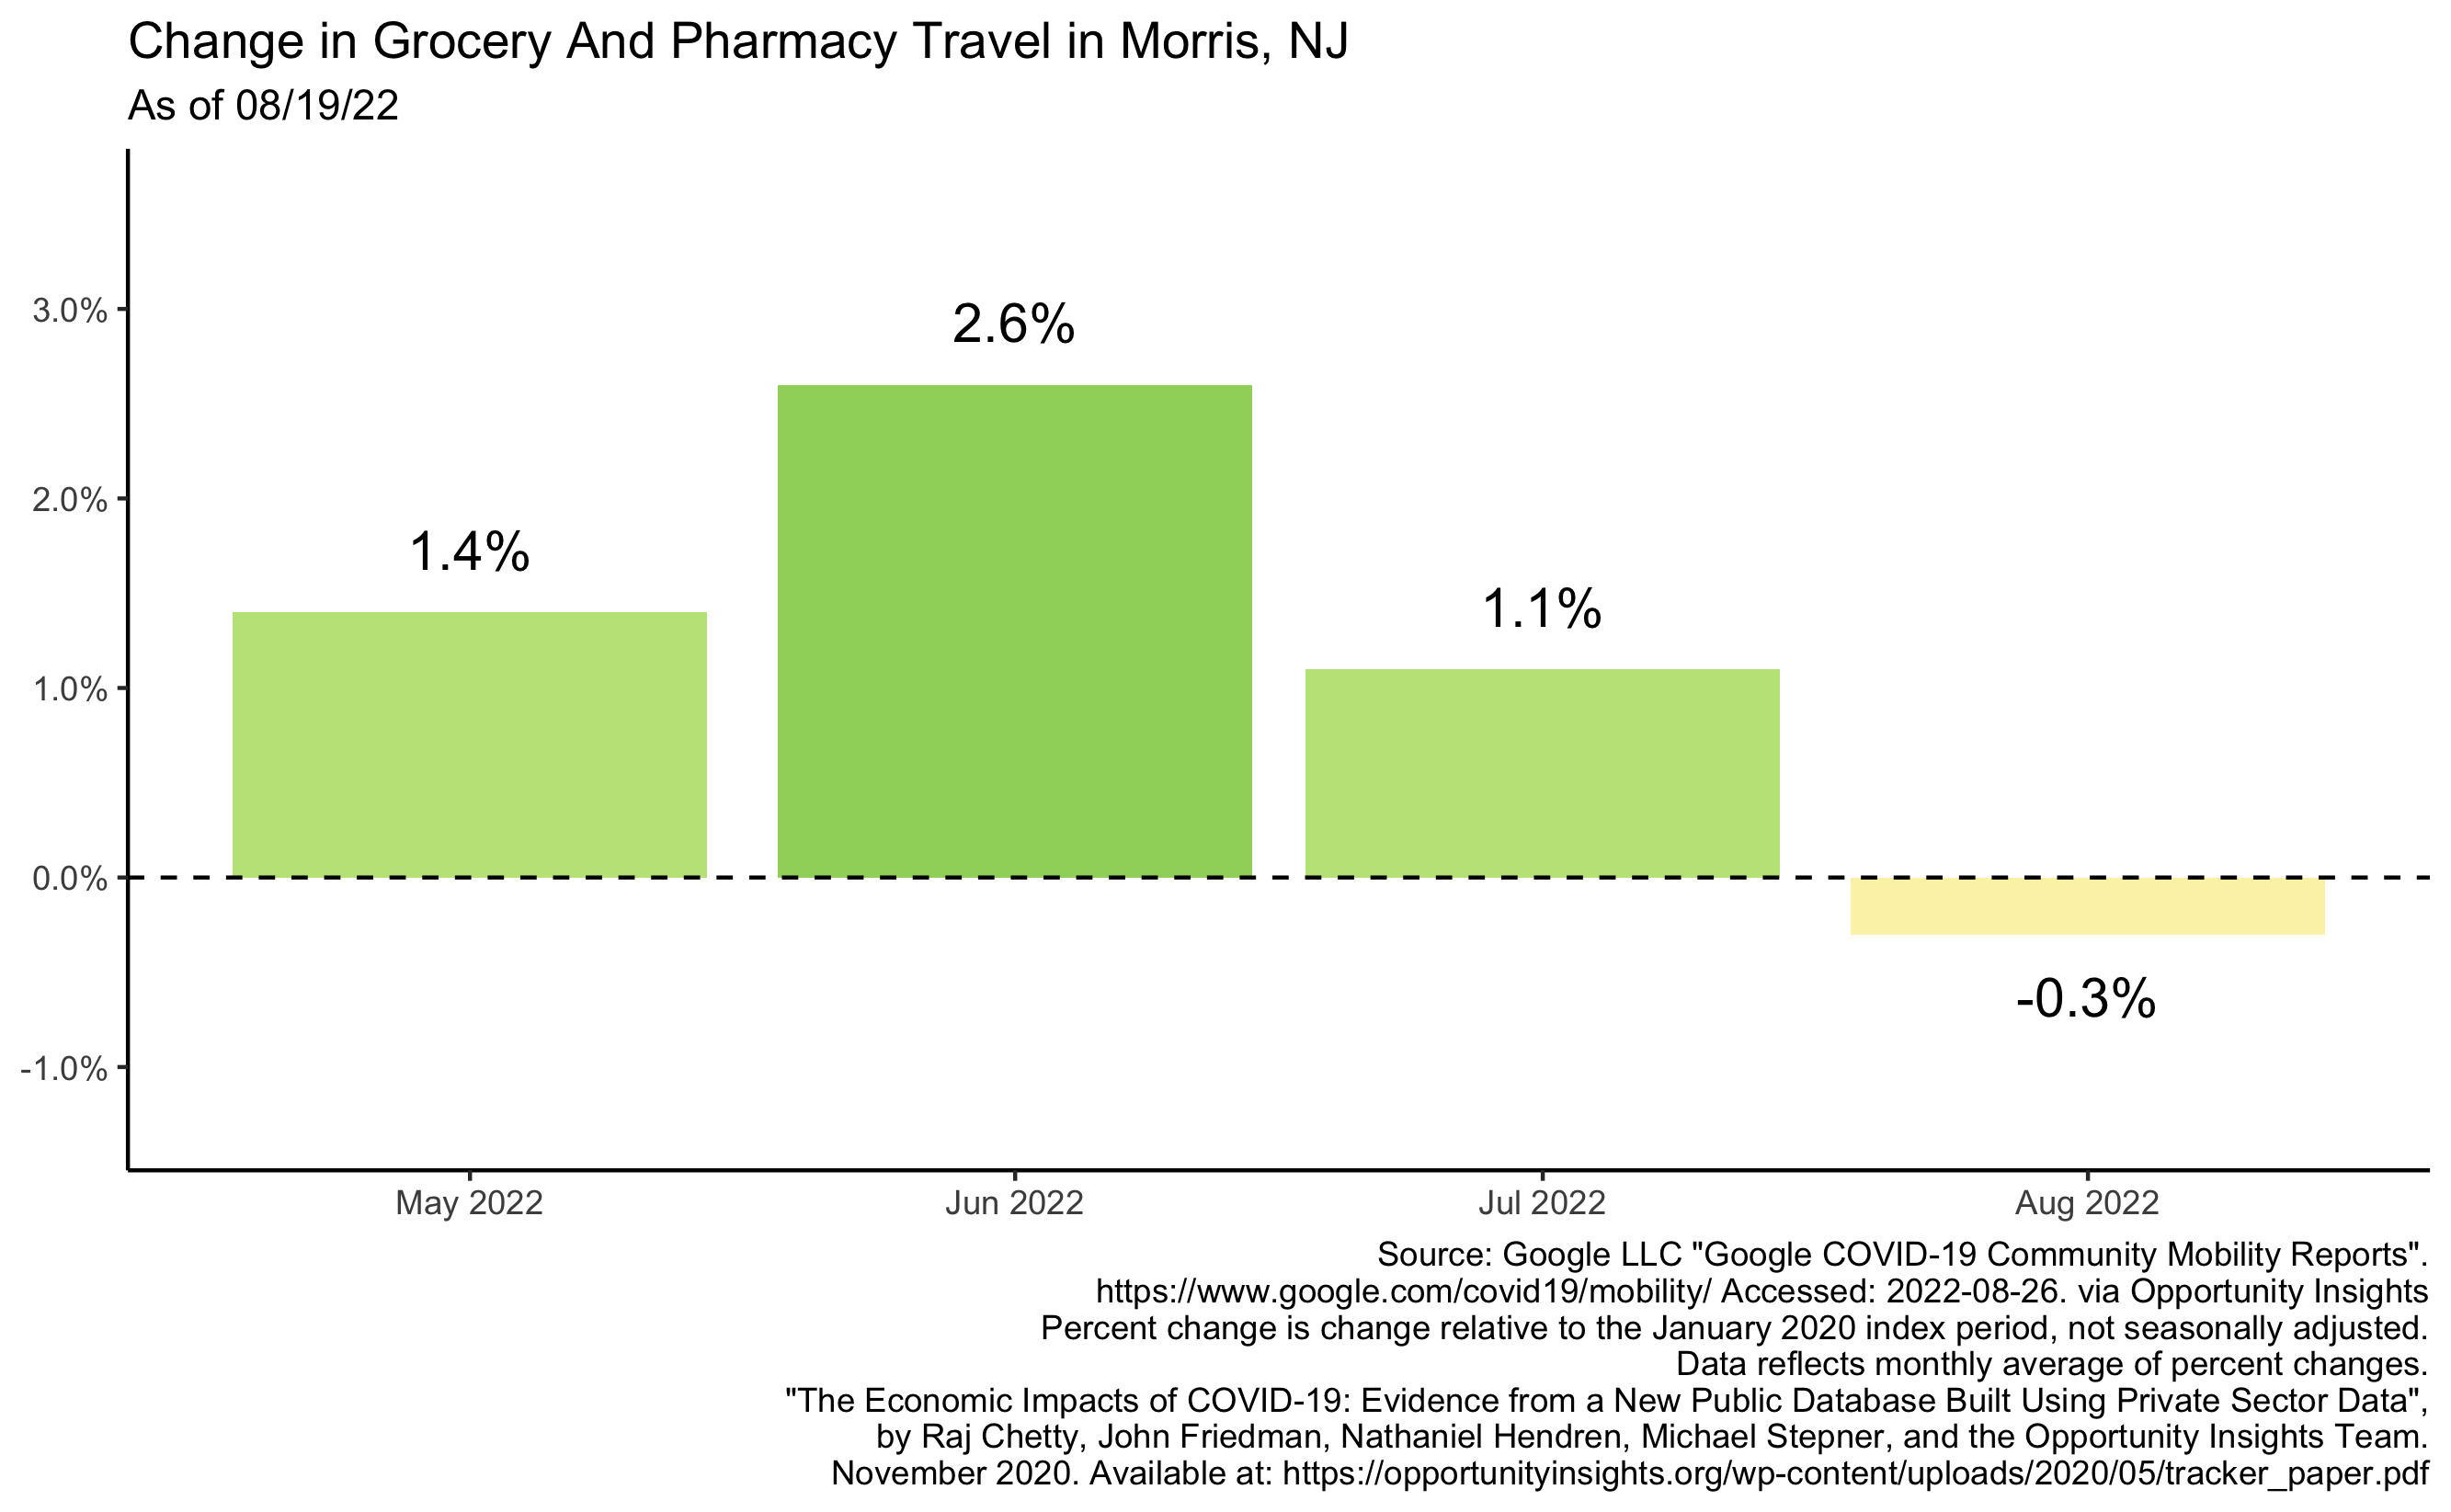 Change in Grocery And Pharmacy Travel in Morris, NJ
As of 08/19/22
3.0%
2.0%
1.0%
0.0%
-1.0%
1.4%
2.6%
1.1%
-0.3%
May 2022
Jun 2022
Jul 2022
Aug 2022
Source: Google LLC "Google COVID-19 Community Mobility Reports".
https://www.google.com/covid19/mobility/ Accessed: 2022-08-26. via Opportunity Insights
Percent change is change relative to the January 2020 index period, not seasonally adjusted.
Data reflects monthly average of percent changes.
"The Economic Impacts of COVID-19: Evidence from a New Public Database Built Using Private Sector Data",
by Raj Chetty, John Friedman, Nathaniel Hendren, Michael Stepner, and the Opportunity Insights Team.
November 2020. Available at: https://opportunityinsights.org/wp-content/uploads/2020/05/tracker_paper.pdf